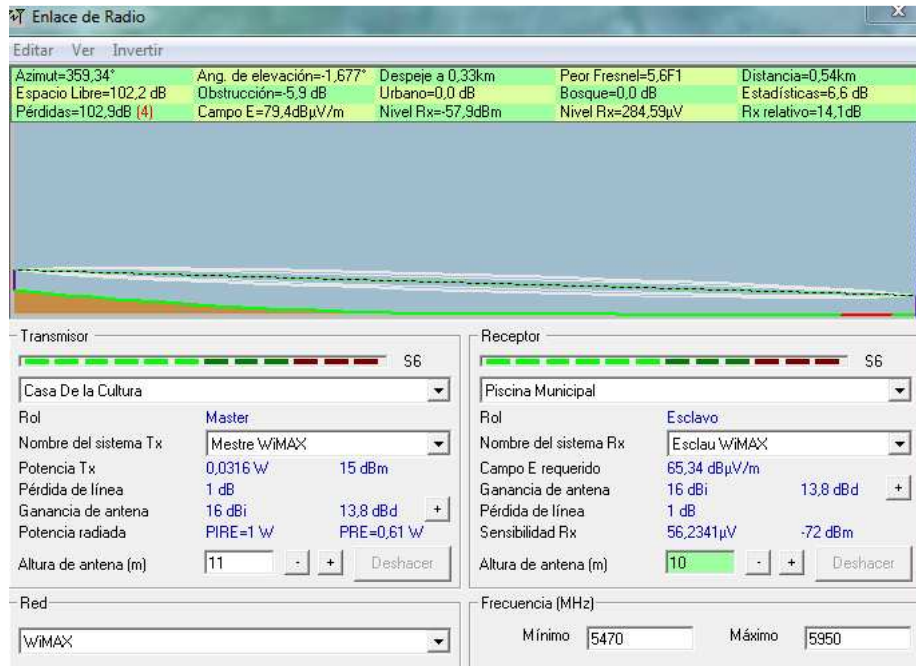 Enlace de Radio
Editar Ver Invertir
Azimut=359,34° Ang. de elevación=-1,677° Despeje a 0,33km Peor Fresnel=5,6F1 Distancia=0,54km
Espacio Libre=102,2 dB Obstrucción=-5,9 dB Urbano=0,0 dB Bosque=0,0 dB Estadísticas=6,6 dB
Pérdidas=102,9dB (4) Campo E=79,4dBµV/m Nivel Rx=-57,9dBm Nivel Rx=284,59µV Rx relativo=14,1dB
Transmisor Receptor
S6 S6
Casa De la Cultura Piscina Municipal
Rol Master Rol Esclavo
Nombre del sistema Tx Mestre WiMAX Nombre del sistema Rx Esclau WiMAX
Potencia Tx 0,0316 W 15 dBm Campo E requerido 65,34 dBµV/m
Pérdida de línea 1 dB Ganancia de antena 16 dBi 13,8 dBd +
Ganancia de antena 16 dBi 13,8 dBd + Pérdida de línea 1 dB
Potencia radiada PIRE=1 W PRE=0,61 W Sensibilidad Rx 56,2341µV -72 dBm
Altura de antena (m) 11 - + Deshacer Altura de antena (m) 10 - + Deshacer
Red Frecuencia (MHz)
WiMAX Mínimo 5470 Máximo 5950